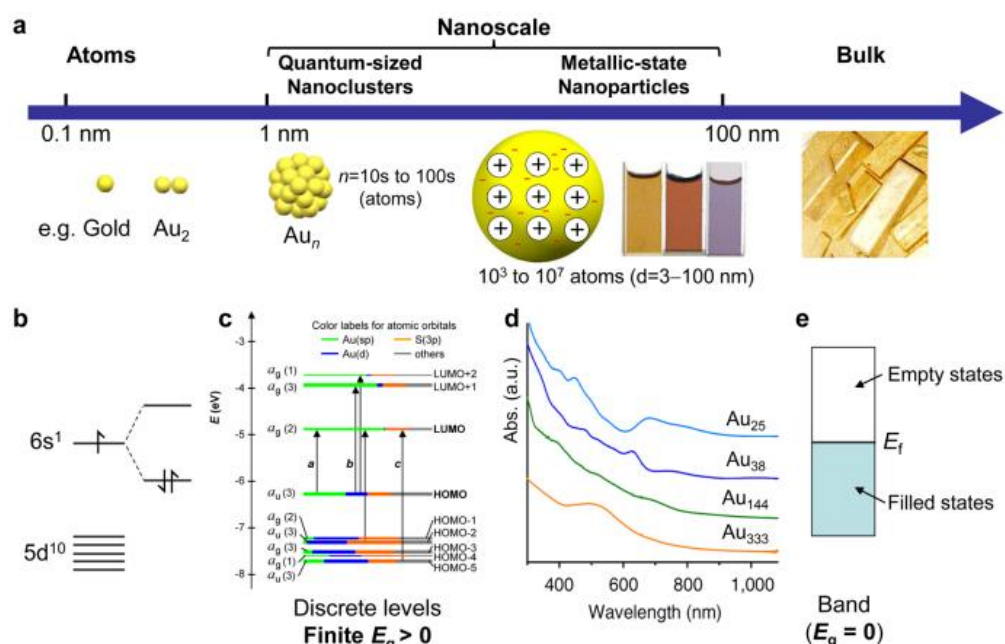 a
Nanoscale
Atoms
Quantum-sized
Nanoclusters
Metallic-state
Nanoparticles
Bulk
0.1 nm
1 nm
100 nm
e.g. Gold
Au2
Aun
n=10s to 100s
(atoms)
10³ to 10⁷ atoms (d=3–100 nm)
b
6s¹
5d¹⁰
c
Color labels for atomic orbitals
Au(sp)
S(3p)
Au(d)
others
E (eV)
-3
-4
-5
-6
-7
-8
ag (1)
ag (3)
ag (2)
au (3)
ag (2)
au (3)
ag (3)
ag (1)
au (3)
a
b
c
LUMO+2
LUMO+1
LUMO
HOMO
HOMO-1
HOMO-2
HOMO-3
HOMO-4
HOMO-5
Discrete levels
Finite Eg > 0
d
Abs. (a.u.)
Au25
Au38
Au144
Au333
400 600 800 1,000
Wavelength (nm)
e
Empty states
Ef
Filled states
Band
(Eg = 0)